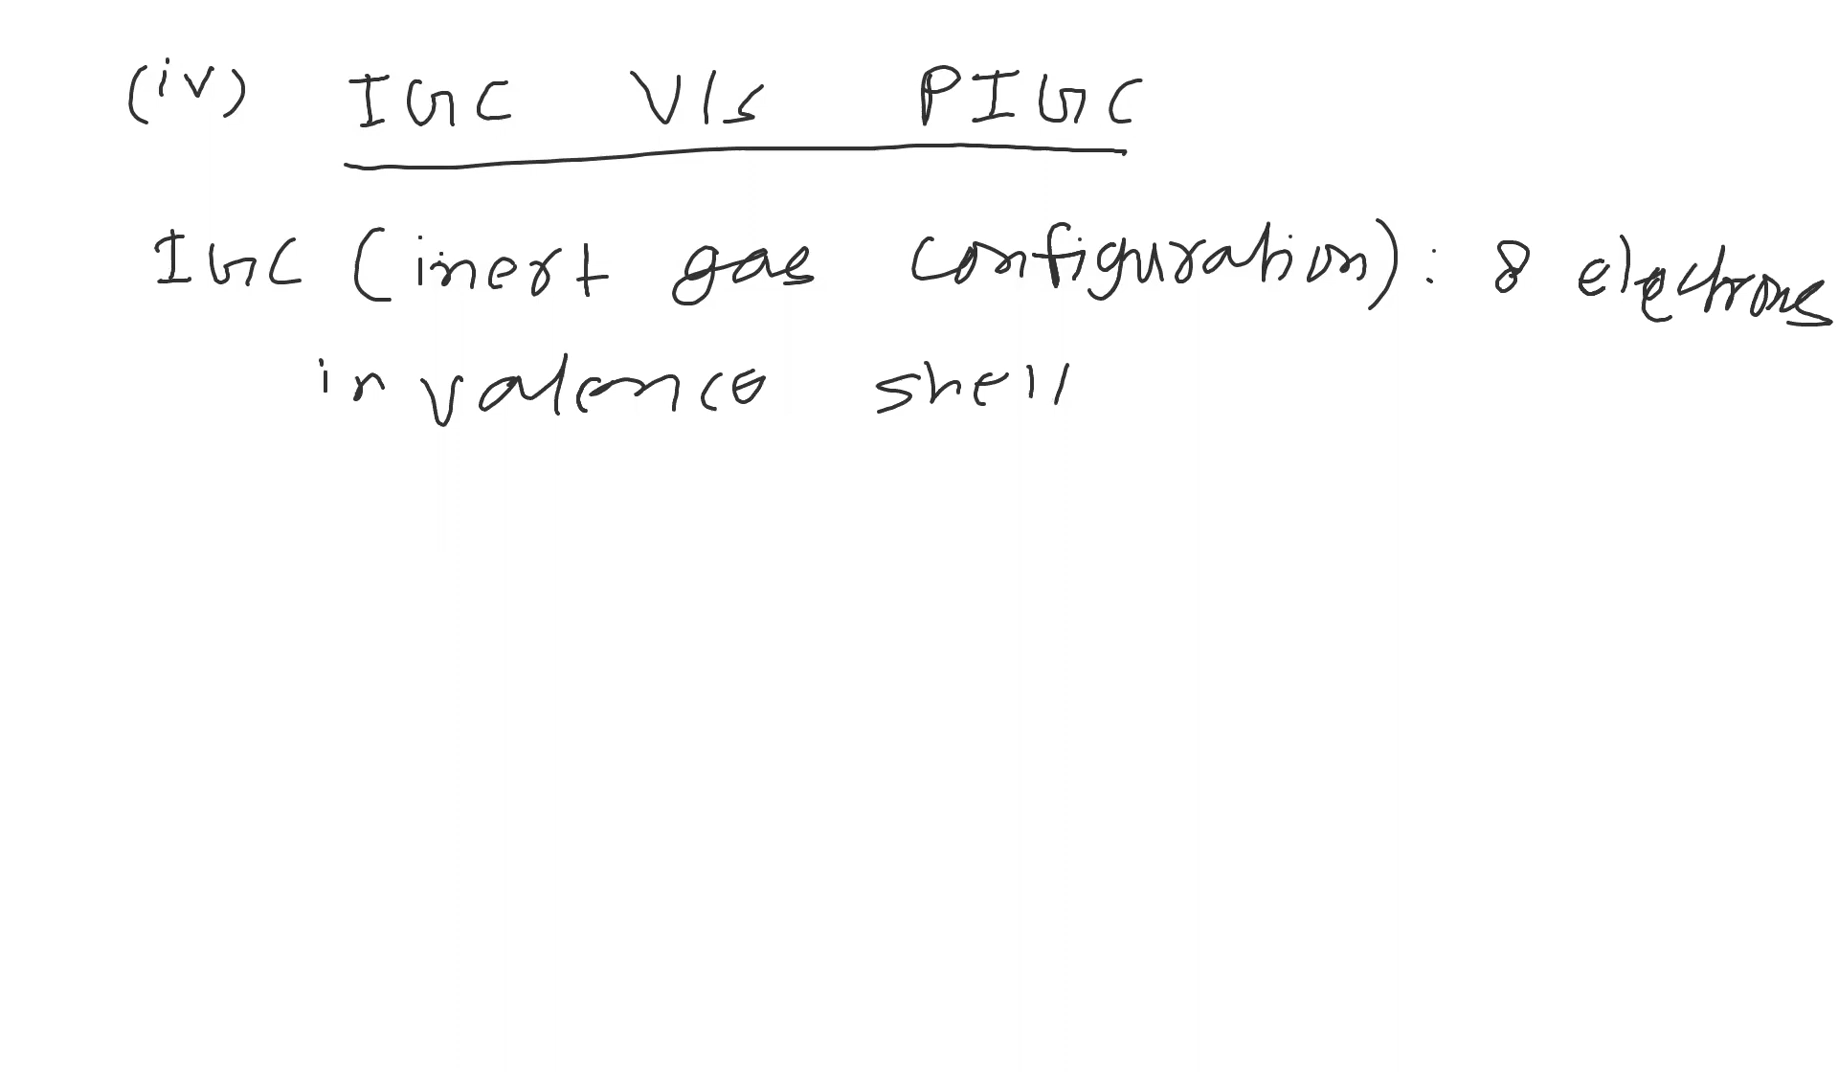 (iv) IGC V/s PIGC
IGC (inert gas configuration): 8 electrons
in valence shell